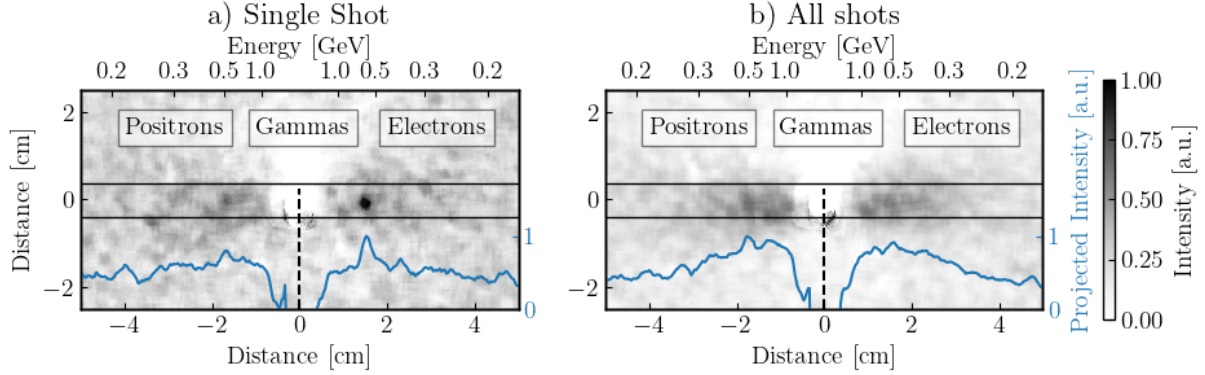 a) Single Shot
Energy [GeV]
0.2 0.3 0.5 1.0 1.0 0.5 0.3 0.2
Positrons Gammas Electrons
2
0
−2
Distance [cm]
1
0
−4 −2 0 2 4
Distance [cm]
b) All shots
Energy [GeV]
0.2 0.3 0.5 1.0 1.0 0.5 0.3 0.2
Positrons Gammas Electrons
2
0
−2
1
0
−4 −2 0 2 4
Distance [cm]
Projected Intensity [a.u.]
1.00
0.75
0.50
0.25
0.00
Intensity [a.u.]